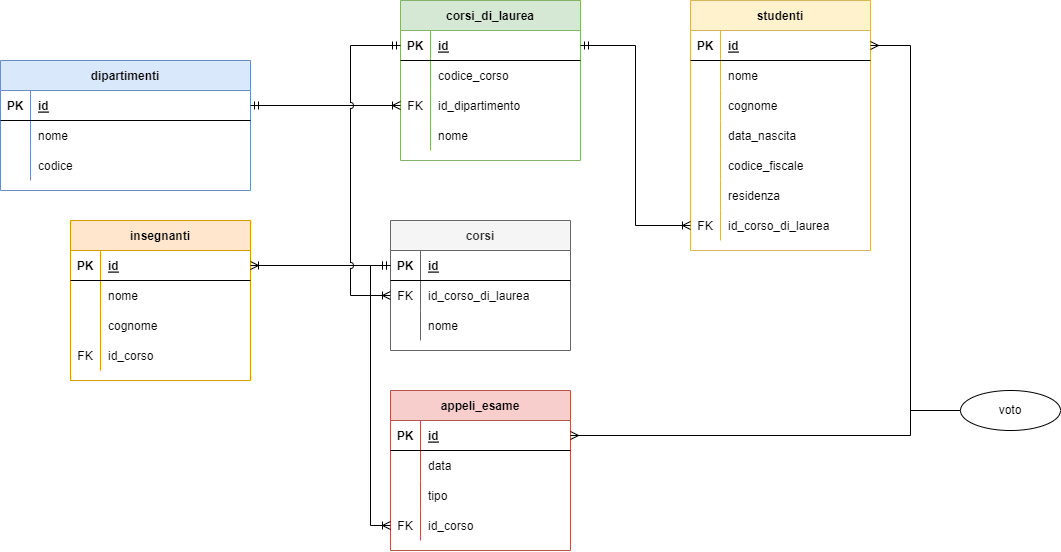 dipartimenti
PK id
nome
codice
corsi_di_laurea
PK id
codice_corso
FK id_dipartimento
nome
studenti
PK id
nome
cognome
data_nascita
codice_fiscale
residenza
FK id_corso_di_laurea
insegnanti
PK id
nome
cognome
FK id_corso
corsi
PK id
FK id_corso_di_laurea
nome
appeli_esame
PK id
data
tipo
FK id_corso
voto